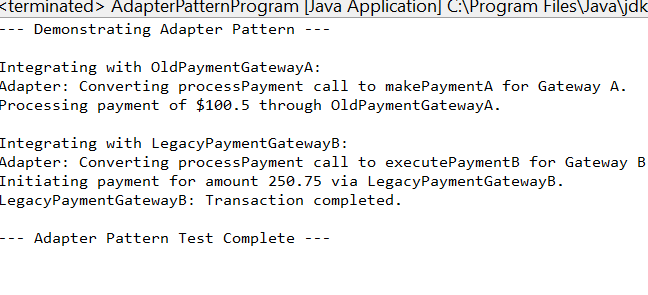 <terminated> AdapterPatternProgram [Java Application] C:\Program Files\Java\jdk
--- Demonstrating Adapter Pattern ---
Integrating with OldPaymentGatewayA:
Adapter: Converting processPayment call to makePaymentA for Gateway A.
Processing payment of $100.5 through OldPaymentGatewayA.
Integrating with LegacyPaymentGatewayB:
Adapter: Converting processPayment call to executePaymentB for Gateway B
Initiating payment for amount 250.75 via LegacyPaymentGatewayB.
LegacyPaymentGatewayB: Transaction completed.
--- Adapter Pattern Test Complete ---